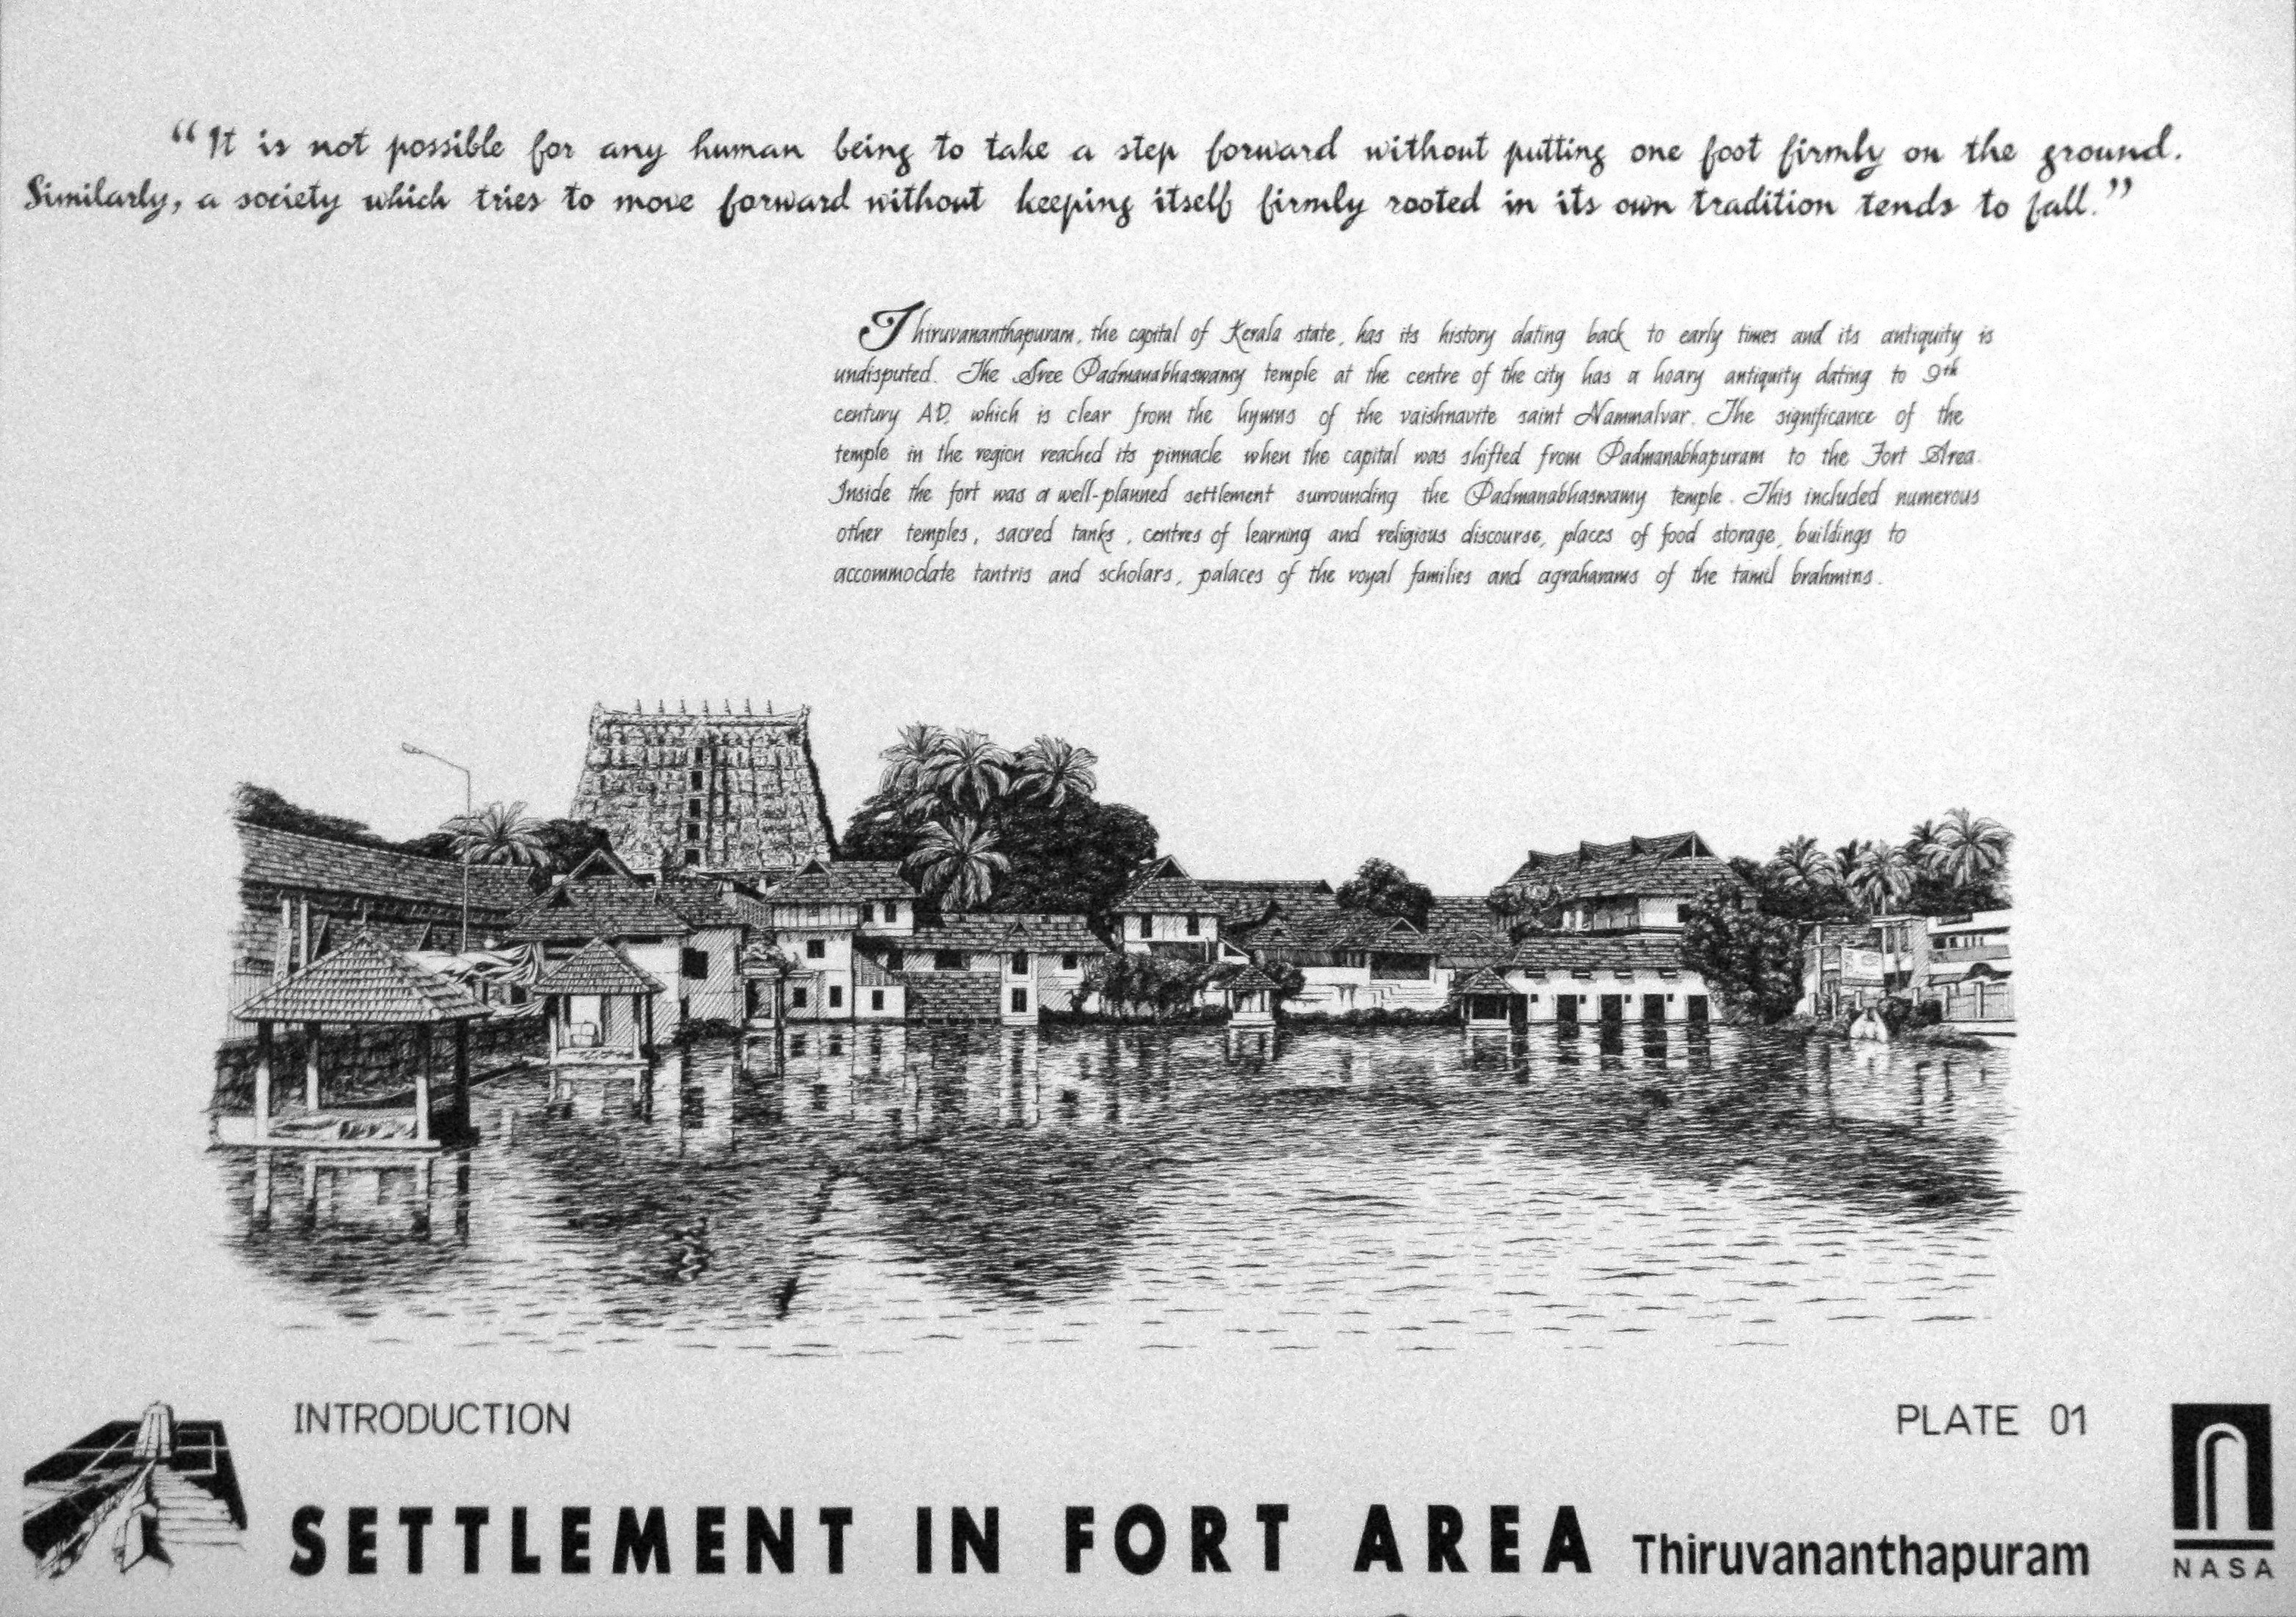 “It is not possible for any human being to take a step forward without putting one foot firmly on the ground.
Similarly, a society which tries to move forward without keeping itself firmly rooted in its own tradition tends to fall.”
Thiruvananthapuram, the capital of Kerala state, has its history dating back to early times and its antiquity is
undisputed. The Sree Padmanabhaswamy temple at the centre of the city has a hoary antiquity dating to 9th
century AD, which is clear from the hymns of the vaishnavite saint Nammalvar. The significance of the
temple in the region reached its pinnacle when the capital was shifted from Padmanabhapuram to the Fort Area.
Inside the fort was a well-planned settlement surrounding the Padmanabhaswamy temple. This included numerous
other temples, sacred tanks, centres of learning and religious discourse, places of food storage, buildings to
accommodate tantris and scholars, palaces of the royal families and agraharams of the tamil brahmins.
INTRODUCTION
PLATE 01
SETTLEMENT IN FORT AREA Thiruvananthapuram
NASA